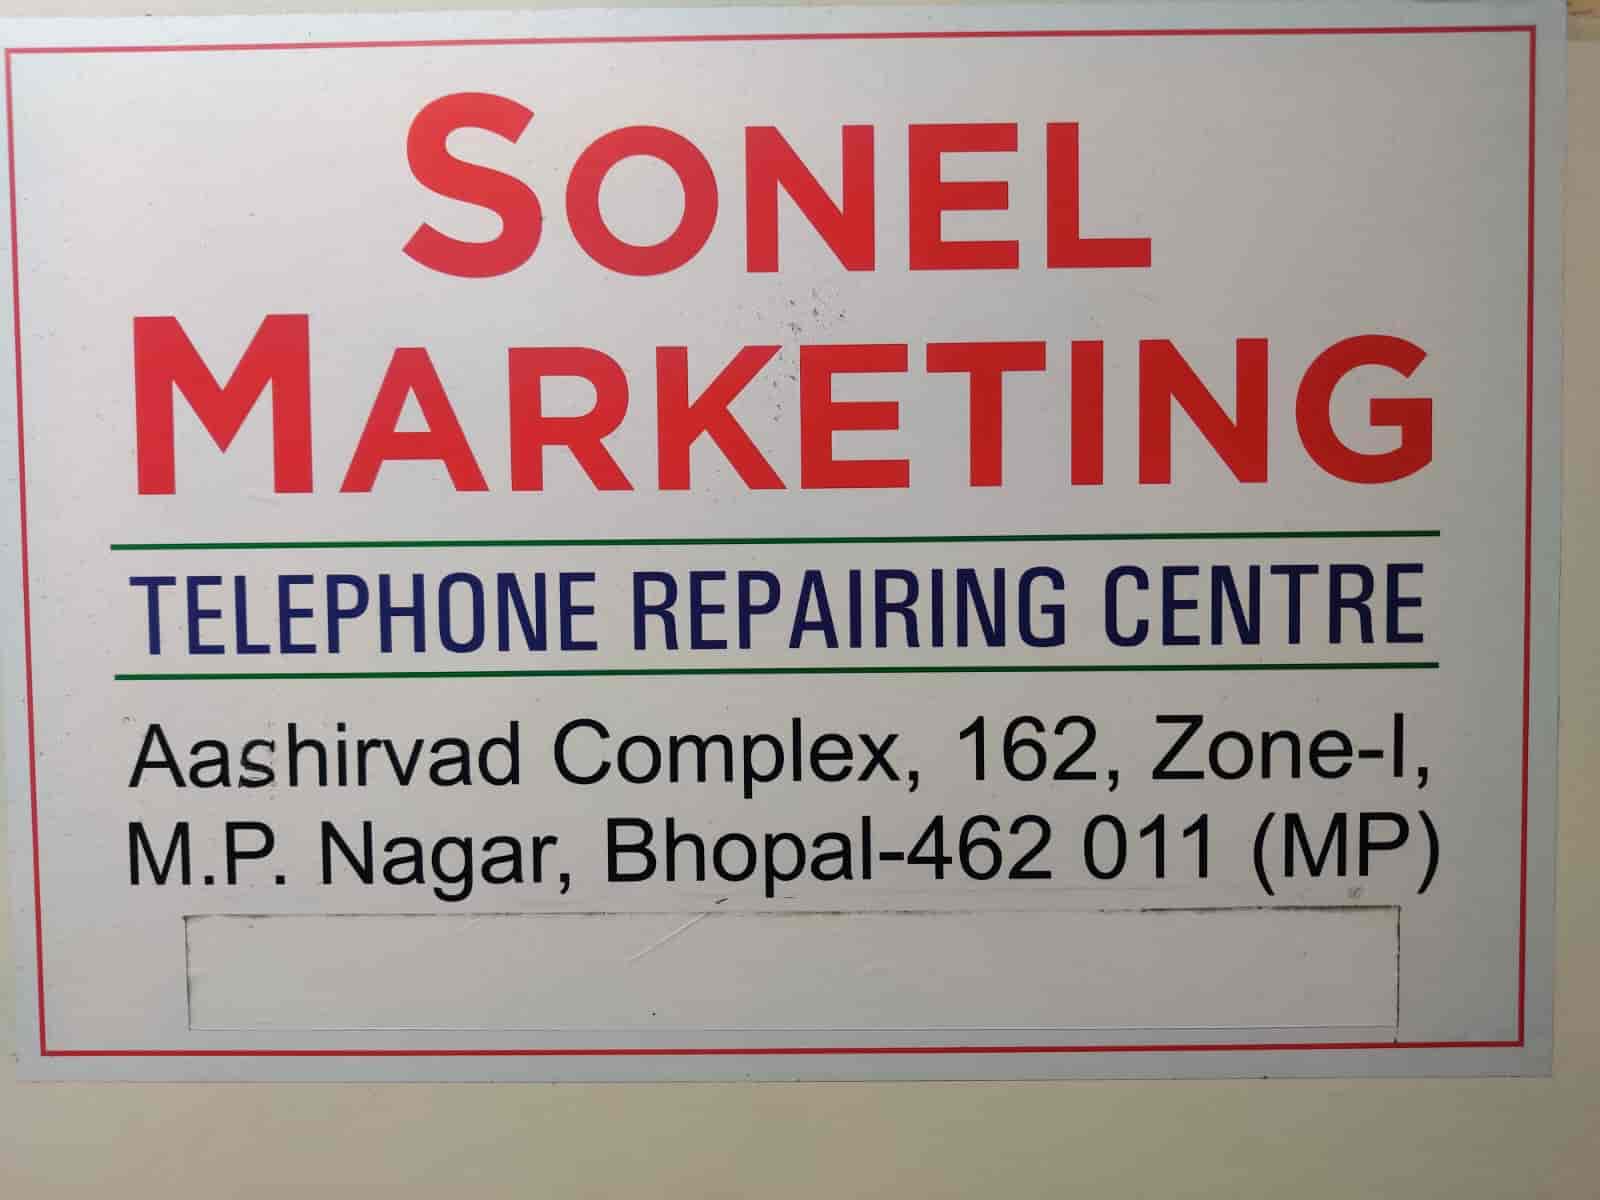 SONEL
MARKETING
TELEPHONE REPAIRING CENTRE
Aashirvad Complex, 162, Zone-I,
M.P. Nagar, Bhopal-462 011 (MP)